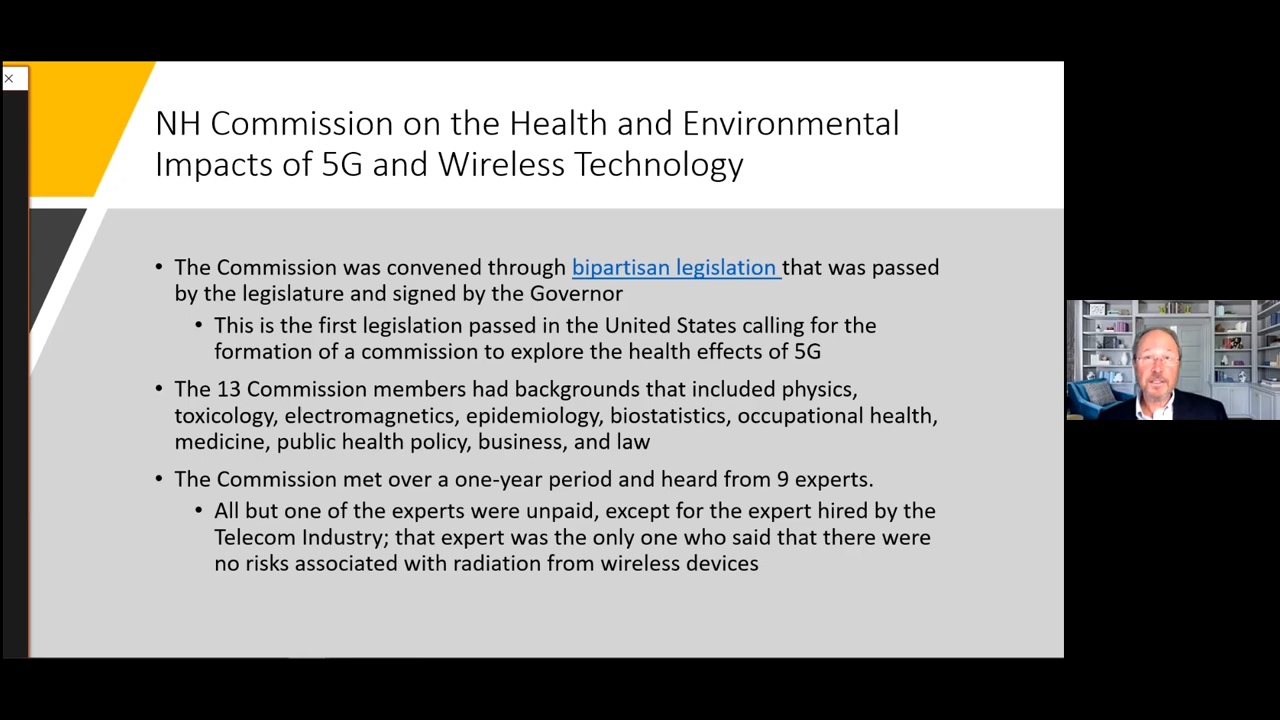 NH Commission on the Health and Environmental
Impacts of 5G and Wireless Technology
• The Commission was convened through bipartisan legislation that was passed
by the legislature and signed by the Governor
• This is the first legislation passed in the United States calling for the
formation of a commission to explore the health effects of 5G
• The 13 Commission members had backgrounds that included physics,
toxicology, electromagnetics, epidemiology, biostatistics, occupational health,
medicine, public health policy, business, and law
• The Commission met over a one-year period and heard from 9 experts.
• All but one of the experts were unpaid, except for the expert hired by the
Telecom Industry; that expert was the only one who said that there were
no risks associated with radiation from wireless devices